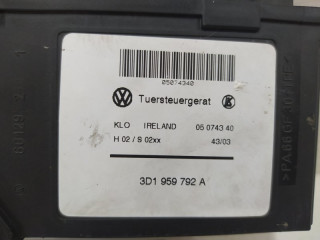 05074340
Tuersteuergerat
KLO IRELAND 05 0743 40
H 02 / S 02xx 43/03
3D1 959 792 A